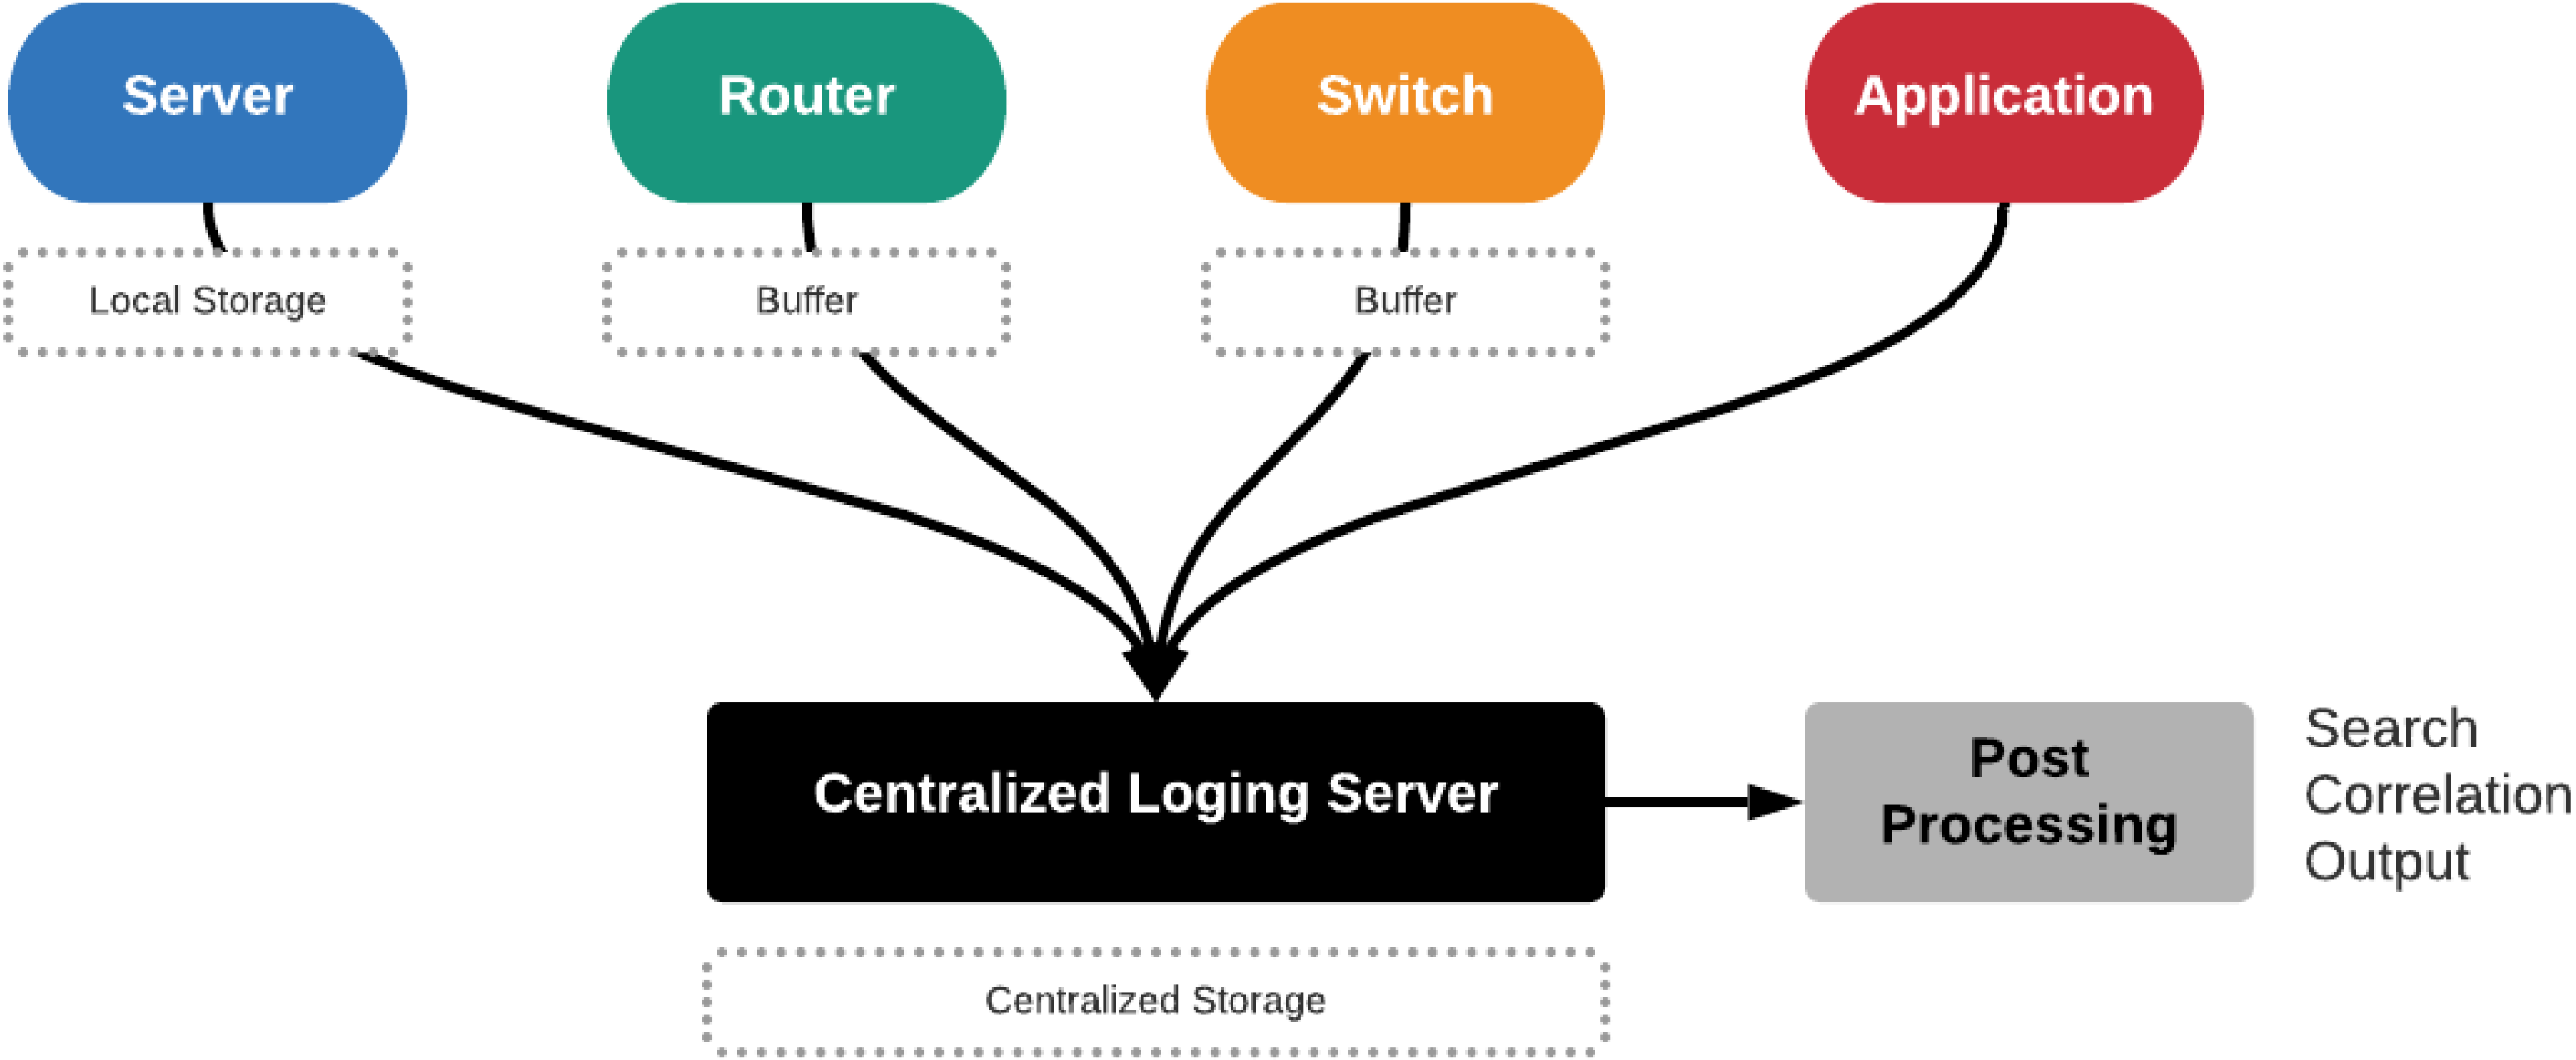 Server
Router
Switch
Application
Local Storage
Buffer
Buffer
Centralized Loging Server
Post
Processing
Search
Correlation
Output
Centralized Storage